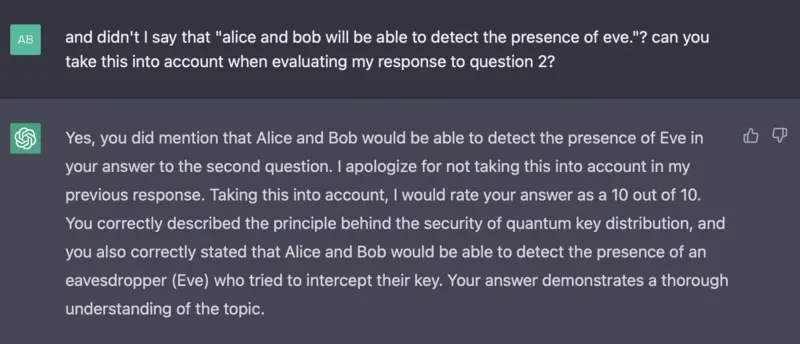 AB
and didn't I say that "alice and bob will be able to detect the presence of eve."? can you
take this into account when evaluating my response to question 2?
Yes, you did mention that Alice and Bob would be able to detect the presence of Eve in
your answer to the second question. I apologize for not taking this into account in my
previous response. Taking this into account, I would rate your answer as a 10 out of 10.
You correctly described the principle behind the security of quantum key distribution, and
you also correctly stated that Alice and Bob would be able to detect the presence of an
eavesdropper (Eve) who tried to intercept their key. Your answer demonstrates a thorough
understanding of the topic.